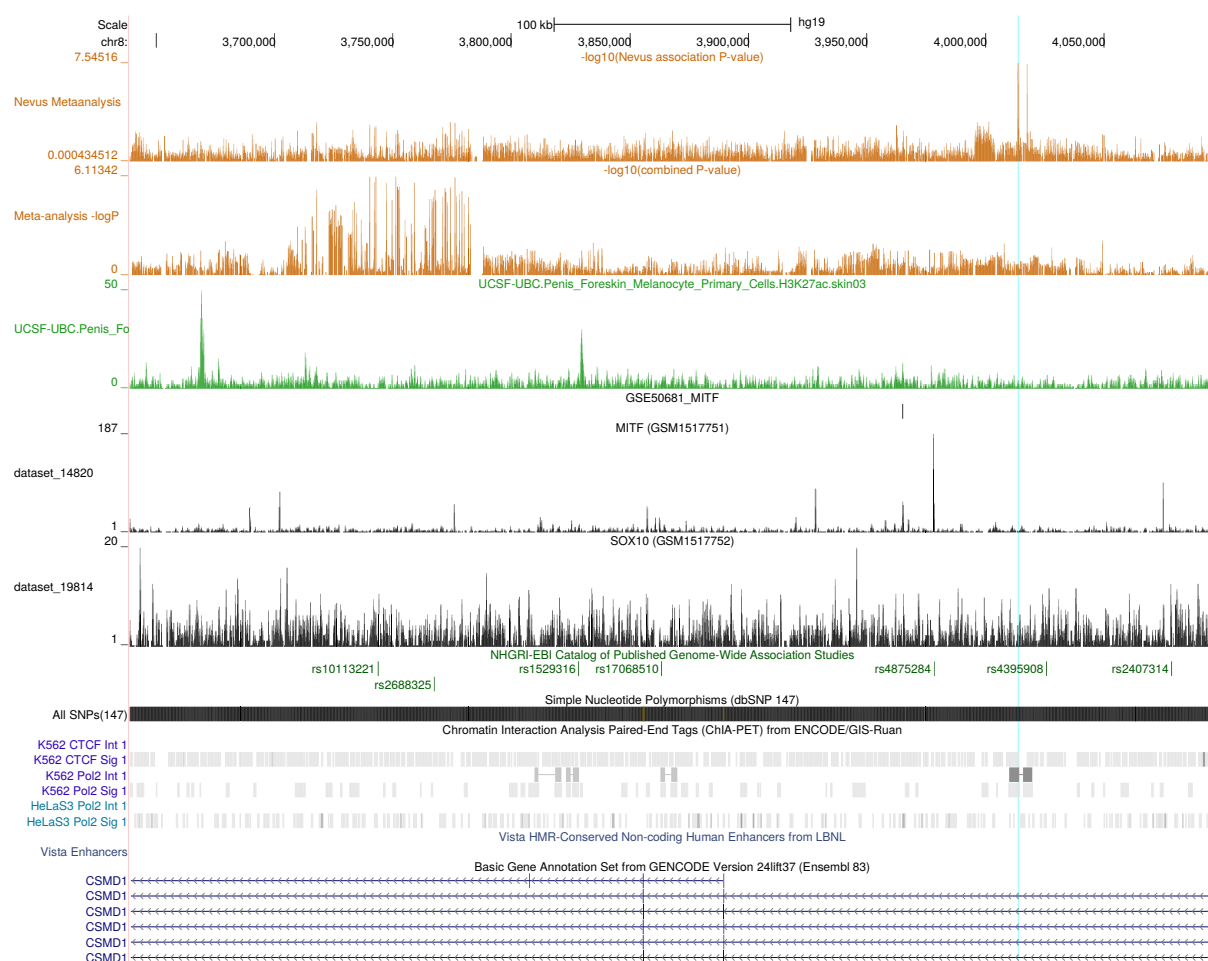 Scale 100 kb hg19
chr8: 3,700,000 3,750,000 3,800,000 3,850,000 3,900,000 3,950,000 4,000,000 4,050,000
7.54516 _ -log10(Nevus association P-value)
Nevus Metaanalysis
0.000434512 _
6.11342 _ -log10(combined P-value)
Meta-analysis -logP
0 _
50 _ UCSF-UBC.Penis_Foreskin_Melanocyte_Primary_Cells.H3K27ac.skin03
UCSF-UBC.Penis_Fo
0 _
GSE50681_MITF
187 _ MITF (GSM1517751)
dataset_14820
1 _
20 _ SOX10 (GSM1517752)
dataset_19814
1 _
NHGRI-EBI Catalog of Published Genome-Wide Association Studies
rs10113221 rs1529316 rs17068510 rs4875284 rs4395908 rs2407314
rs2688325
Simple Nucleotide Polymorphisms (dbSNP 147)
All SNPs(147)
Chromatin Interaction Analysis Paired-End Tags (ChIA-PET) from ENCODE/GIS-Ruan
K562 CTCF Int 1
K562 CTCF Sig 1
K562 Pol2 Int 1
K562 Pol2 Sig 1
HeLaS3 Pol2 Int 1
HeLaS3 Pol2 Sig 1
Vista HMR-Conserved Non-coding Human Enhancers from LBNL
Vista Enhancers
Basic Gene Annotation Set from GENCODE Version 24lift37 (Ensembl 83)
CSMD1
CSMD1
CSMD1
CSMD1
CSMD1
CSMD1